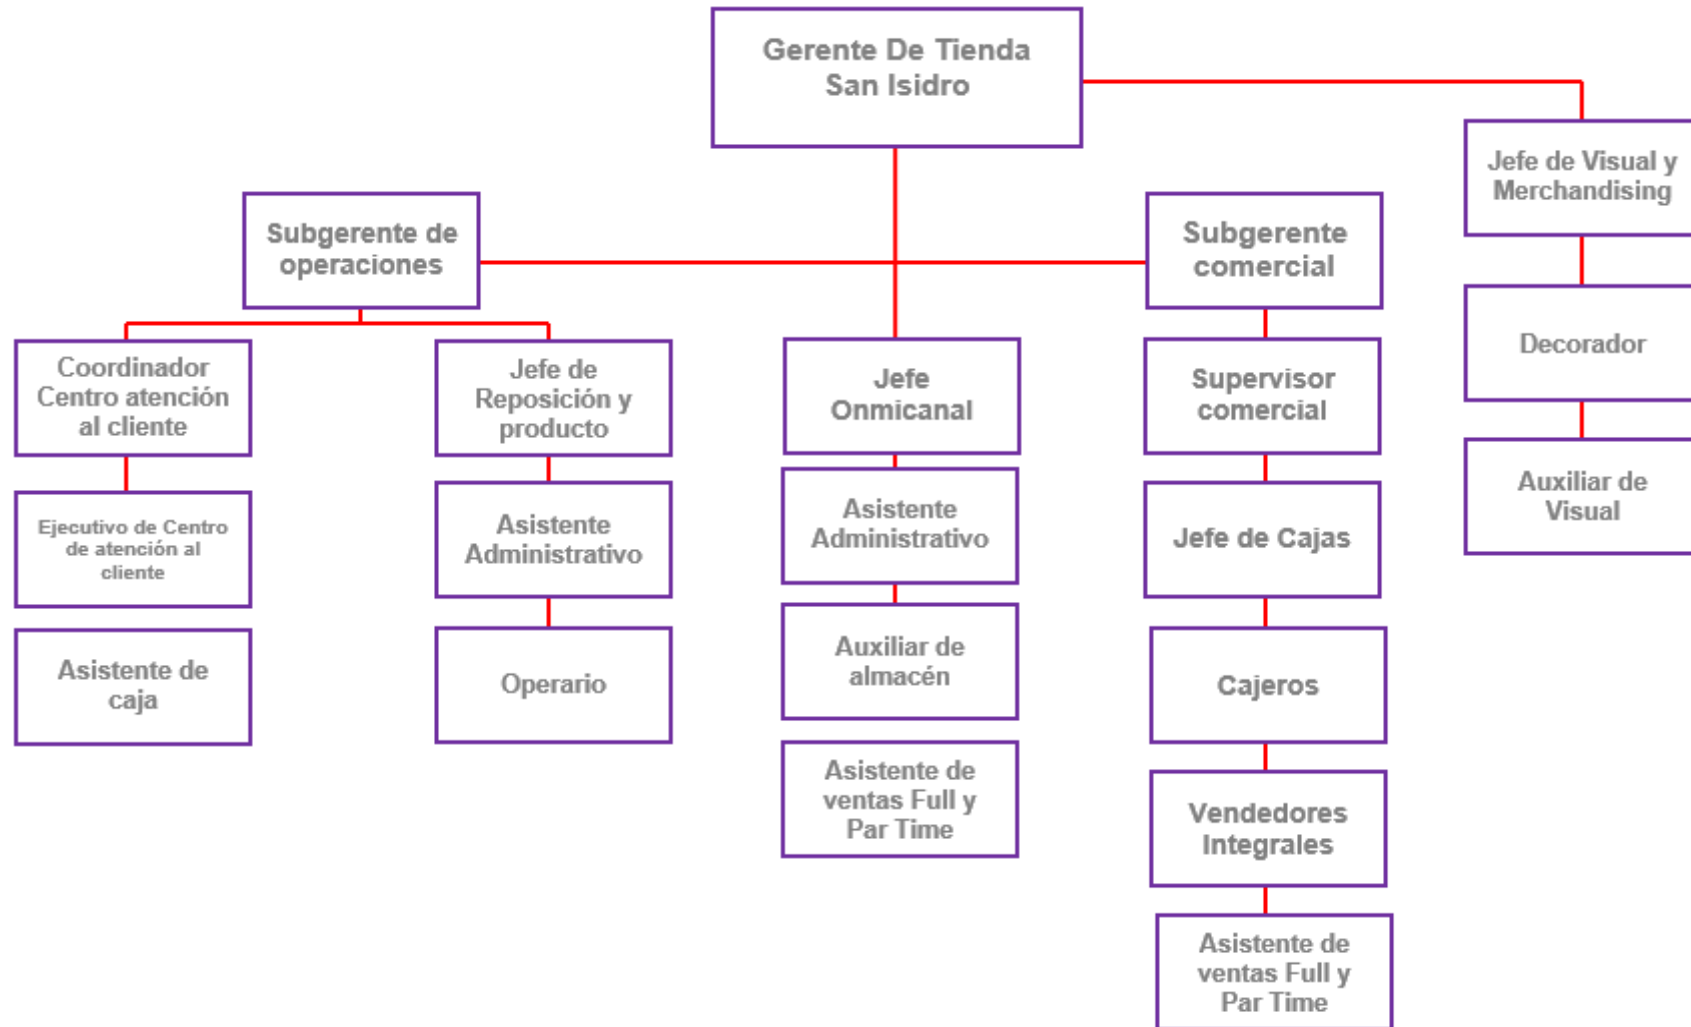 Gerente De Tienda
San Isidro
Jefe de Visual y
Merchandising
Subgerente de
operaciones
Subgerente
comercial
Decorador
Coordinador
Centro atención
al cliente
Jefe de
Reposición y
producto
Jefe
Onmicanal
Supervisor
comercial
Auxiliar de
Visual
Ejecutivo de Centro
de atención al
cliente
Asistente
Administrativo
Asistente
Administrativo
Jefe de Cajas
Asistente de
caja
Operario
Auxiliar de
almacén
Cajeros
Asistente de
ventas Full y
Par Time
Vendedores
Integrales
Asistente de
ventas Full y
Par Time